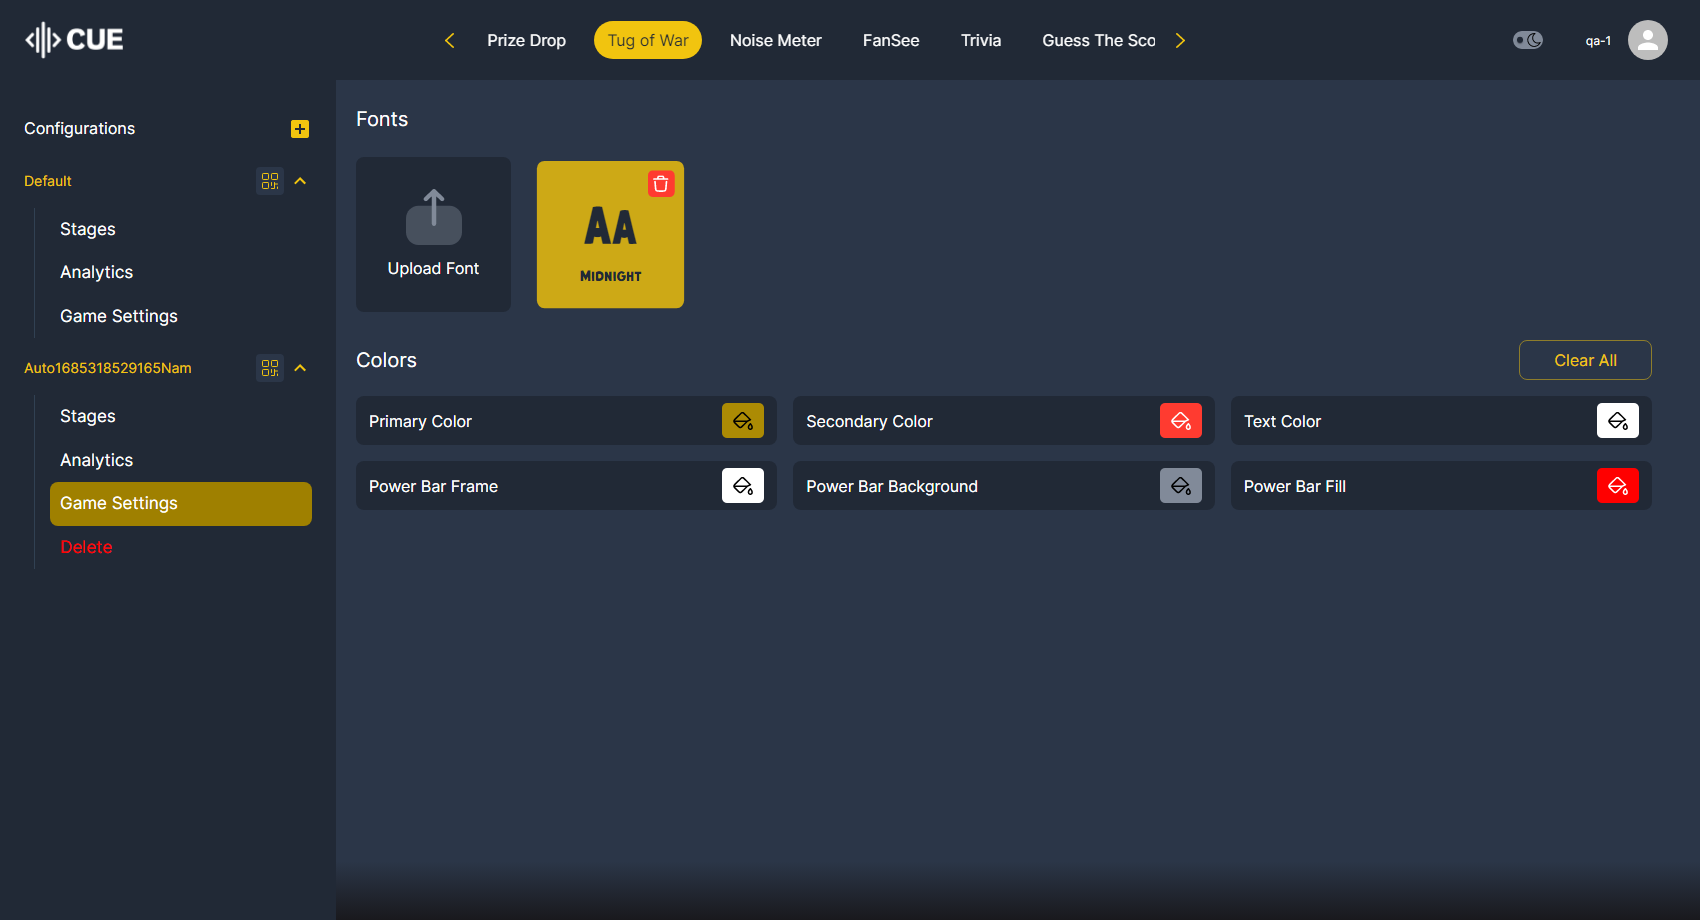 CUE
Prize Drop
Tug of War
Noise Meter
FanSee
Trivia
Guess The Sco
qa-1
Configurations
Default
Stages
Analytics
Game Settings
Auto1685318529165Nam
Stages
Analytics
Game Settings
Delete
Fonts
Upload Font
AA
MIDNIGHT
Colors
Clear All
Primary Color
Secondary Color
Text Color
Power Bar Frame
Power Bar Background
Power Bar Fill